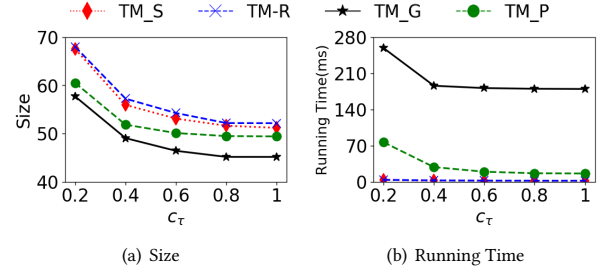 TM_S TM-R TM_G TM_P
70
60
50
40
Size
0.2 0.4 0.6 0.8 1
cτ
(a) Size
280
210
140
70
0
Running Time(ms)
0.2 0.4 0.6 0.8 1
cτ
(b) Running Time